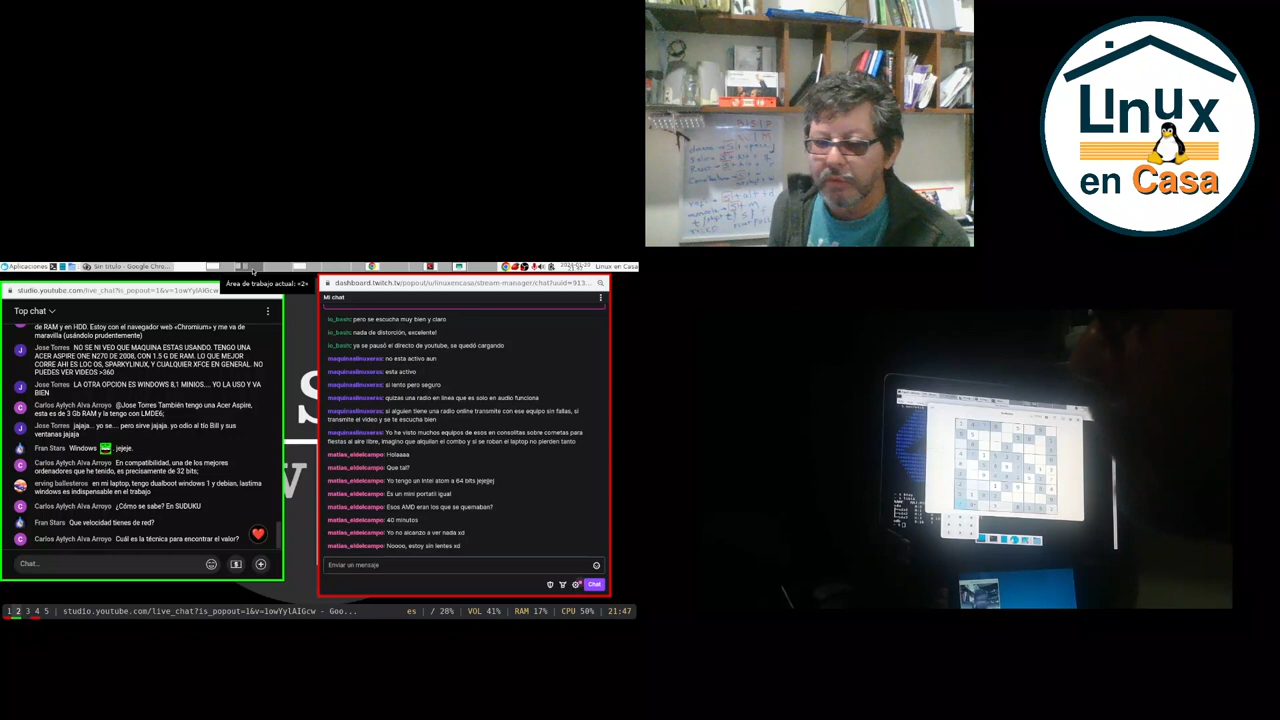 Linux
en Casa
Aplicaciones
Sin título - Google Chro...
Linux en Casa
Área de trabajo actual: «2»
studio.youtube.com/live_chat?is_popout=1&v=1owYylAIGcw
Top chat
de RAM y en HDD. Estoy con el navegador web «Chromium» y me va de
maravilla (usándolo prudentemente)
Jose Torres NO SE NI VEO QUE MAQUINA ESTAS USANDO. TENGO UNA
ACER ASPIRE ONE N270 DE 2008, CON 1.5 G DE RAM. LO QUE MEJOR
CORRE AHI ES LOC OS, SPARKYLINUX, Y CUALQUIER XFCE EN GENERAL. NO
PUEDES VER VIDEOS >360
Jose Torres LA OTRA OPCION ES WINDOWS 8,1 MINIOS.... YO LA USO Y VA
BIEN
Carlos Aylych Alva Arroyo @Jose Torres También tengo una Acer Aspire,
esta es de 3 Gb RAM y la tengo con LMDE6;
Jose Torres jajaja... yo se.... pero sirve jaja. yo odio al tío Bill y sus
ventanas jajaja
Fran Stars Windows , jejeje.
Carlos Aylych Alva Arroyo En compatibilidad, una de los mejores
ordenadores que he tenido, es precisamente de 32 bits;
erving ballesteros en mi laptop, tengo dualboot windows 1 y debian, lastima
windows es indispensable en el trabajo
Carlos Aylych Alva Arroyo ¿Cómo se sabe? En SUDUKU
Fran Stars Que velocidad tienes de red?
Carlos Aylych Alva Arroyo Cuál es la técnica para encontrar el valor?
Chat...
dashboard.twitch.tv/popout/u/linuxencasa/stream-manager/chat?uuid=913...
Mi chat
io_bash: pero se escucha muy bien y claro
io_bash: nada de distorción, excelente!
io_bash: ya se pausó el directo de youtube, se quedó cargando
maquinaslinuxeras: no esta activo aun
maquinaslinuxeras: esta activo
maquinaslinuxeras: si lento pero seguro
maquinaslinuxeras: quizas una radio en linea que es solo en audio funciona
maquinaslinuxeras: si alguien tiene una radio online transmite con ese equipo sin fallas, si
transmite el video y se te escucha bien
maquinaslinuxeras: Yo he visto muchos equipos de esos en consolitas sobre cornetas para
fiestas al aire libre, imagino que alquilan el combo y si se roban el laptop no pierden tanto
matias_eldelcampo: Holaaaa
matias_eldelcampo: Que tal?
matias_eldelcampo: Yo tengo un Intel atom a 64 bits jejejej
matias_eldelcampo: Es un mini portatil igual
matias_eldelcampo: Esos AMD eran los que se quemaban?
matias_eldelcampo: 40 minutos
matias_eldelcampo: Yo no alcanzo a ver nada xd
matias_eldelcampo: Noooo, estoy sin lentes xd
Enviar un mensaje
Chat
1 2 3 4 5 | studio.youtube.com/live_chat?is_popout=1&v=1owYylAIGcw - Goo... es | / 28% | VOL 41% | RAM 17% | CPU 50% | 21:47